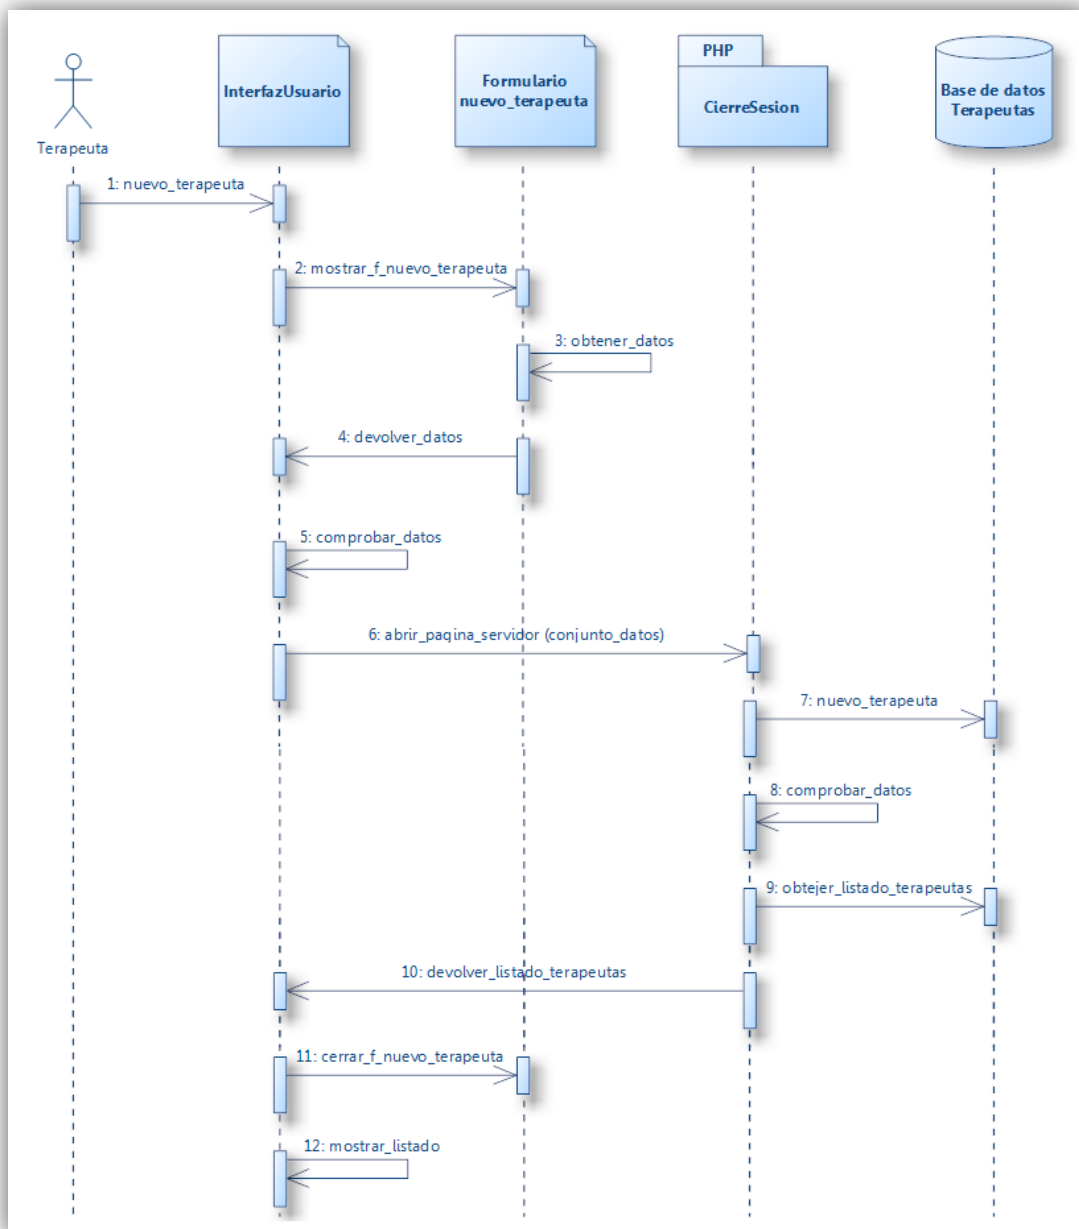 Terapeuta
InterfazUsuario
Formulario
nuevo_terapeuta
PHP
CierreSesion
Base de datos
Terapeutas
1: nuevo_terapeuta
2: mostrar_f_nuevo_terapeuta
3: obtener_datos
4: devolver_datos
5: comprobar_datos
6: abrir_pagina_servidor (conjunto_datos)
7: nuevo_terapeuta
8: comprobar_datos
9: obtejer_listado_terapeutas
10: devolver_listado_terapeutas
11: cerrar_f_nuevo_terapeuta
12: mostrar_listado